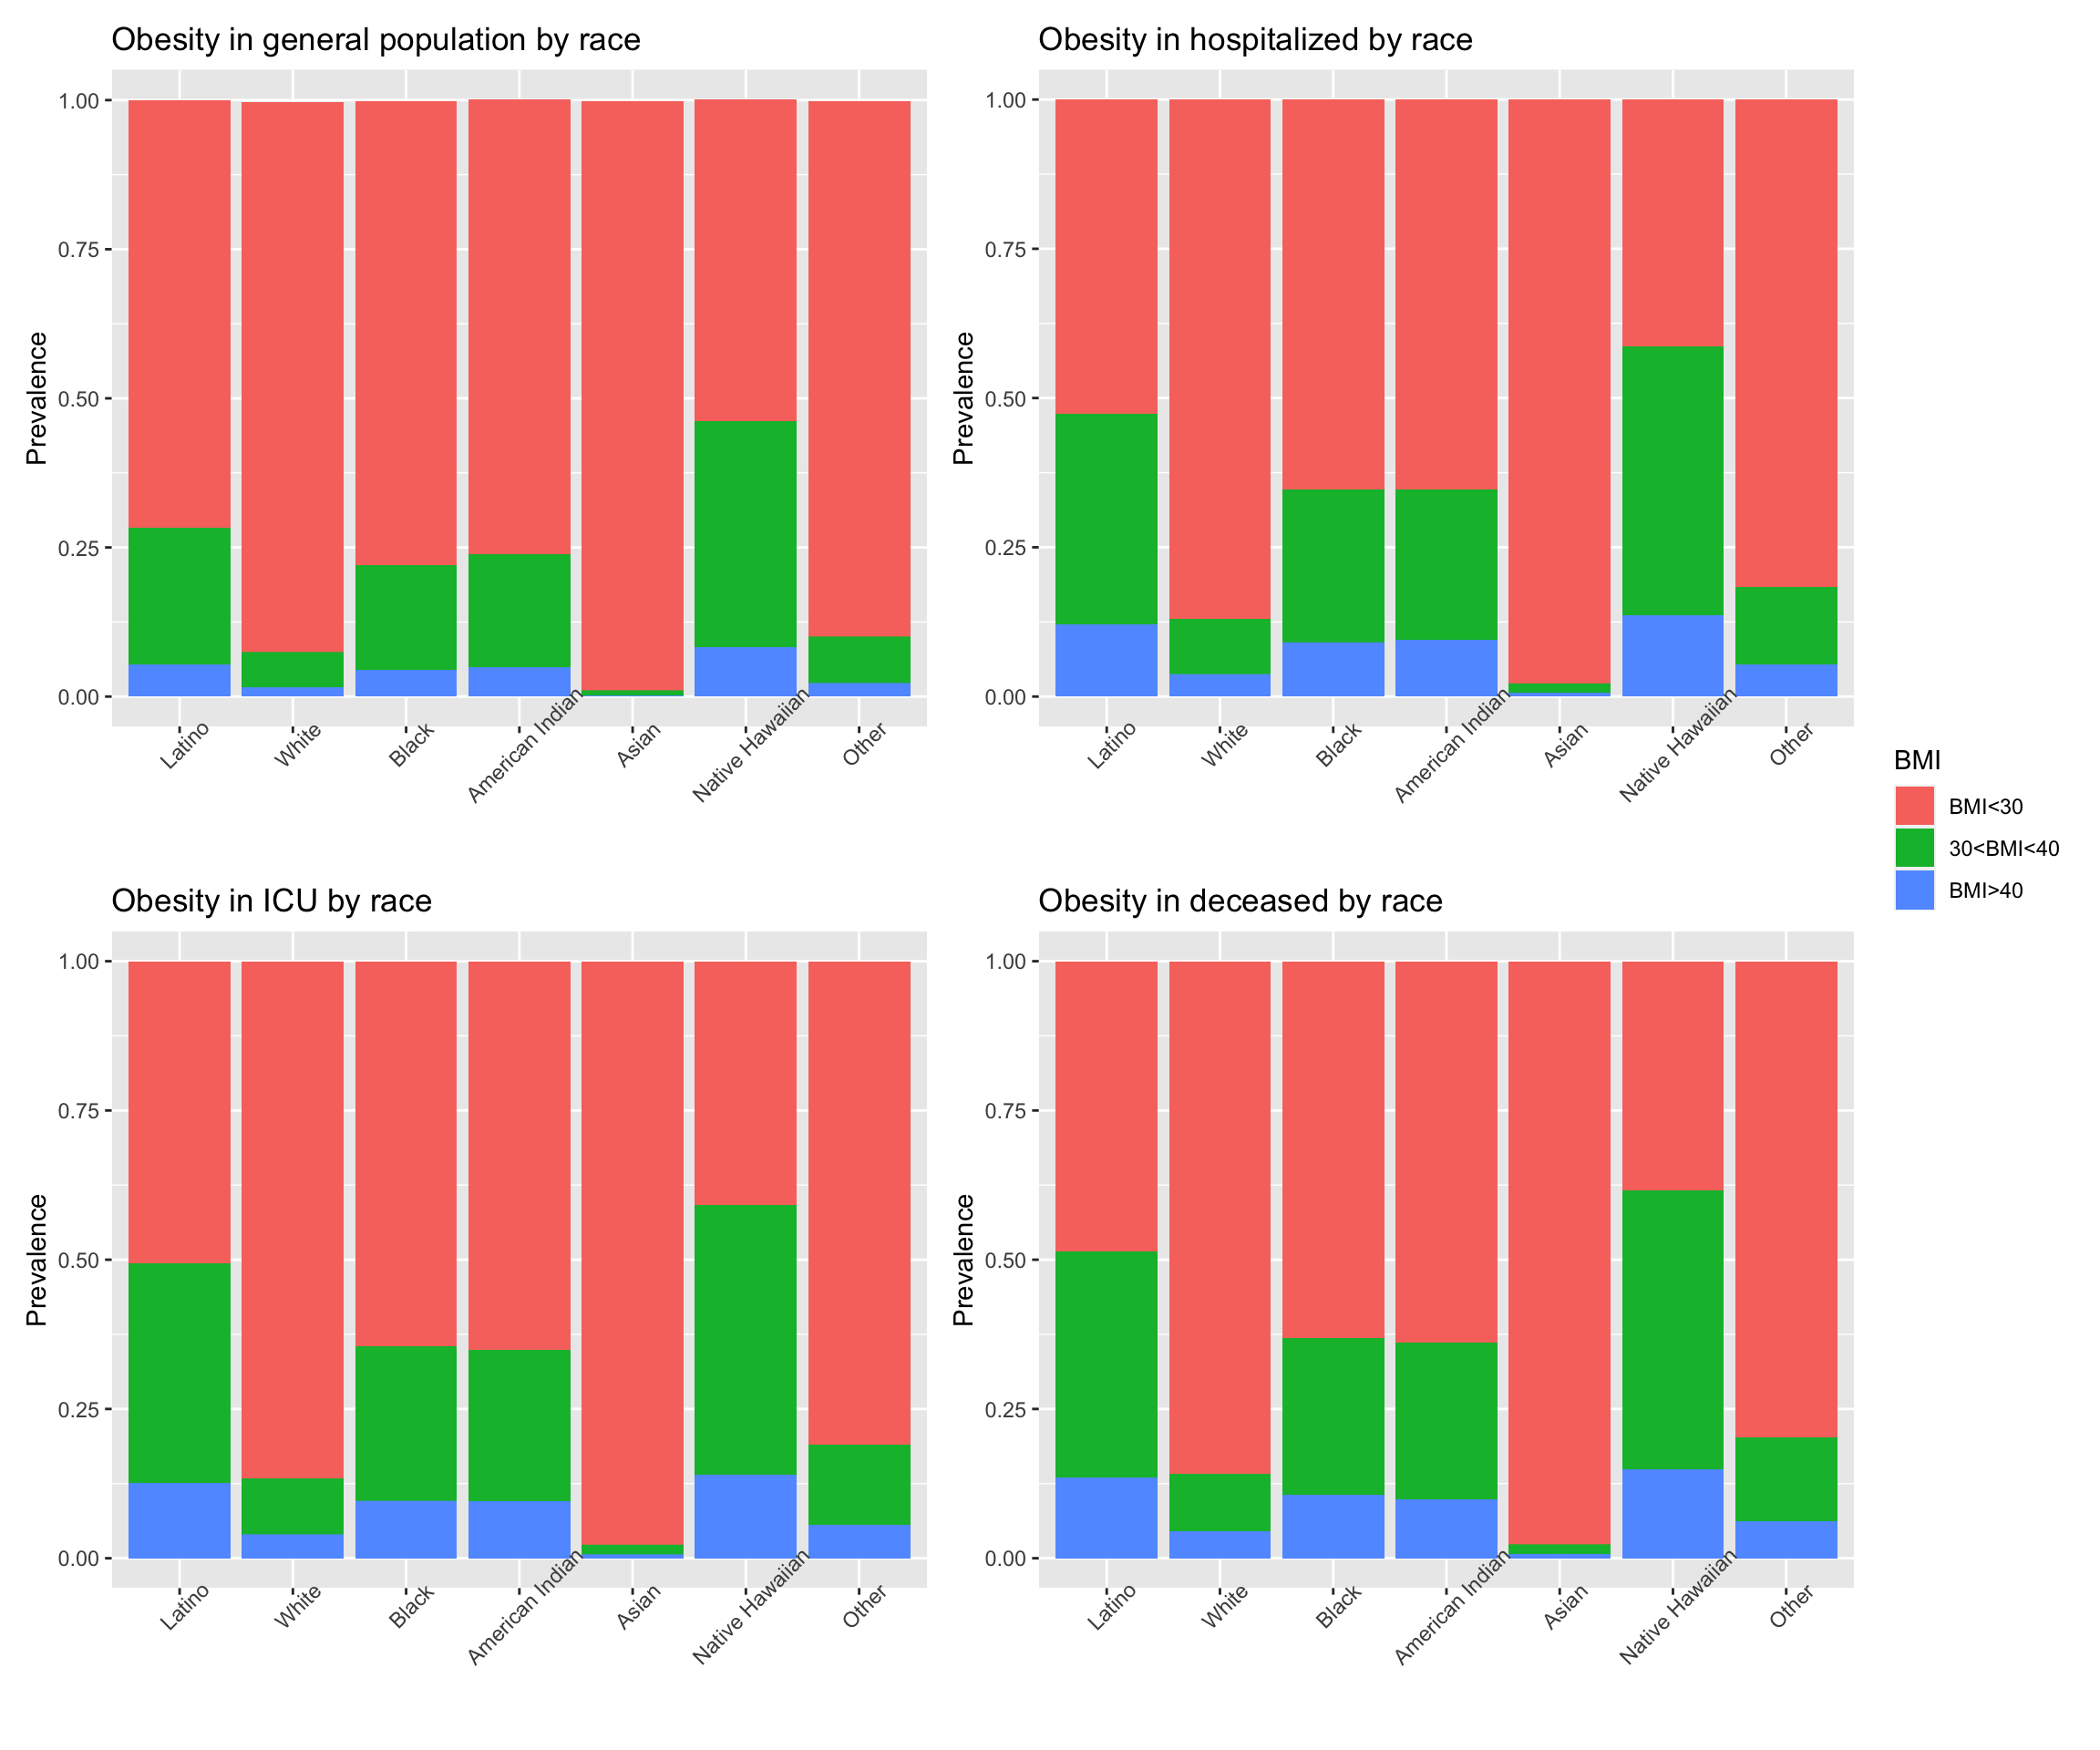 Obesity in general population by race
Prevalence
1.00
0.75
0.50
0.25
0.00
Latino
White
Black
American Indian
Asian
Native Hawaiian
Other
Obesity in hospitalized by race
Prevalence
1.00
0.75
0.50
0.25
0.00
Latino
White
Black
American Indian
Asian
Native Hawaiian
Other
BMI
BMI<30
30<BMI<40
BMI>40
Obesity in ICU by race
Prevalence
1.00
0.75
0.50
0.25
0.00
Latino
White
Black
American Indian
Asian
Native Hawaiian
Other
Obesity in deceased by race
Prevalence
1.00
0.75
0.50
0.25
0.00
Latino
White
Black
American Indian
Asian
Native Hawaiian
Other